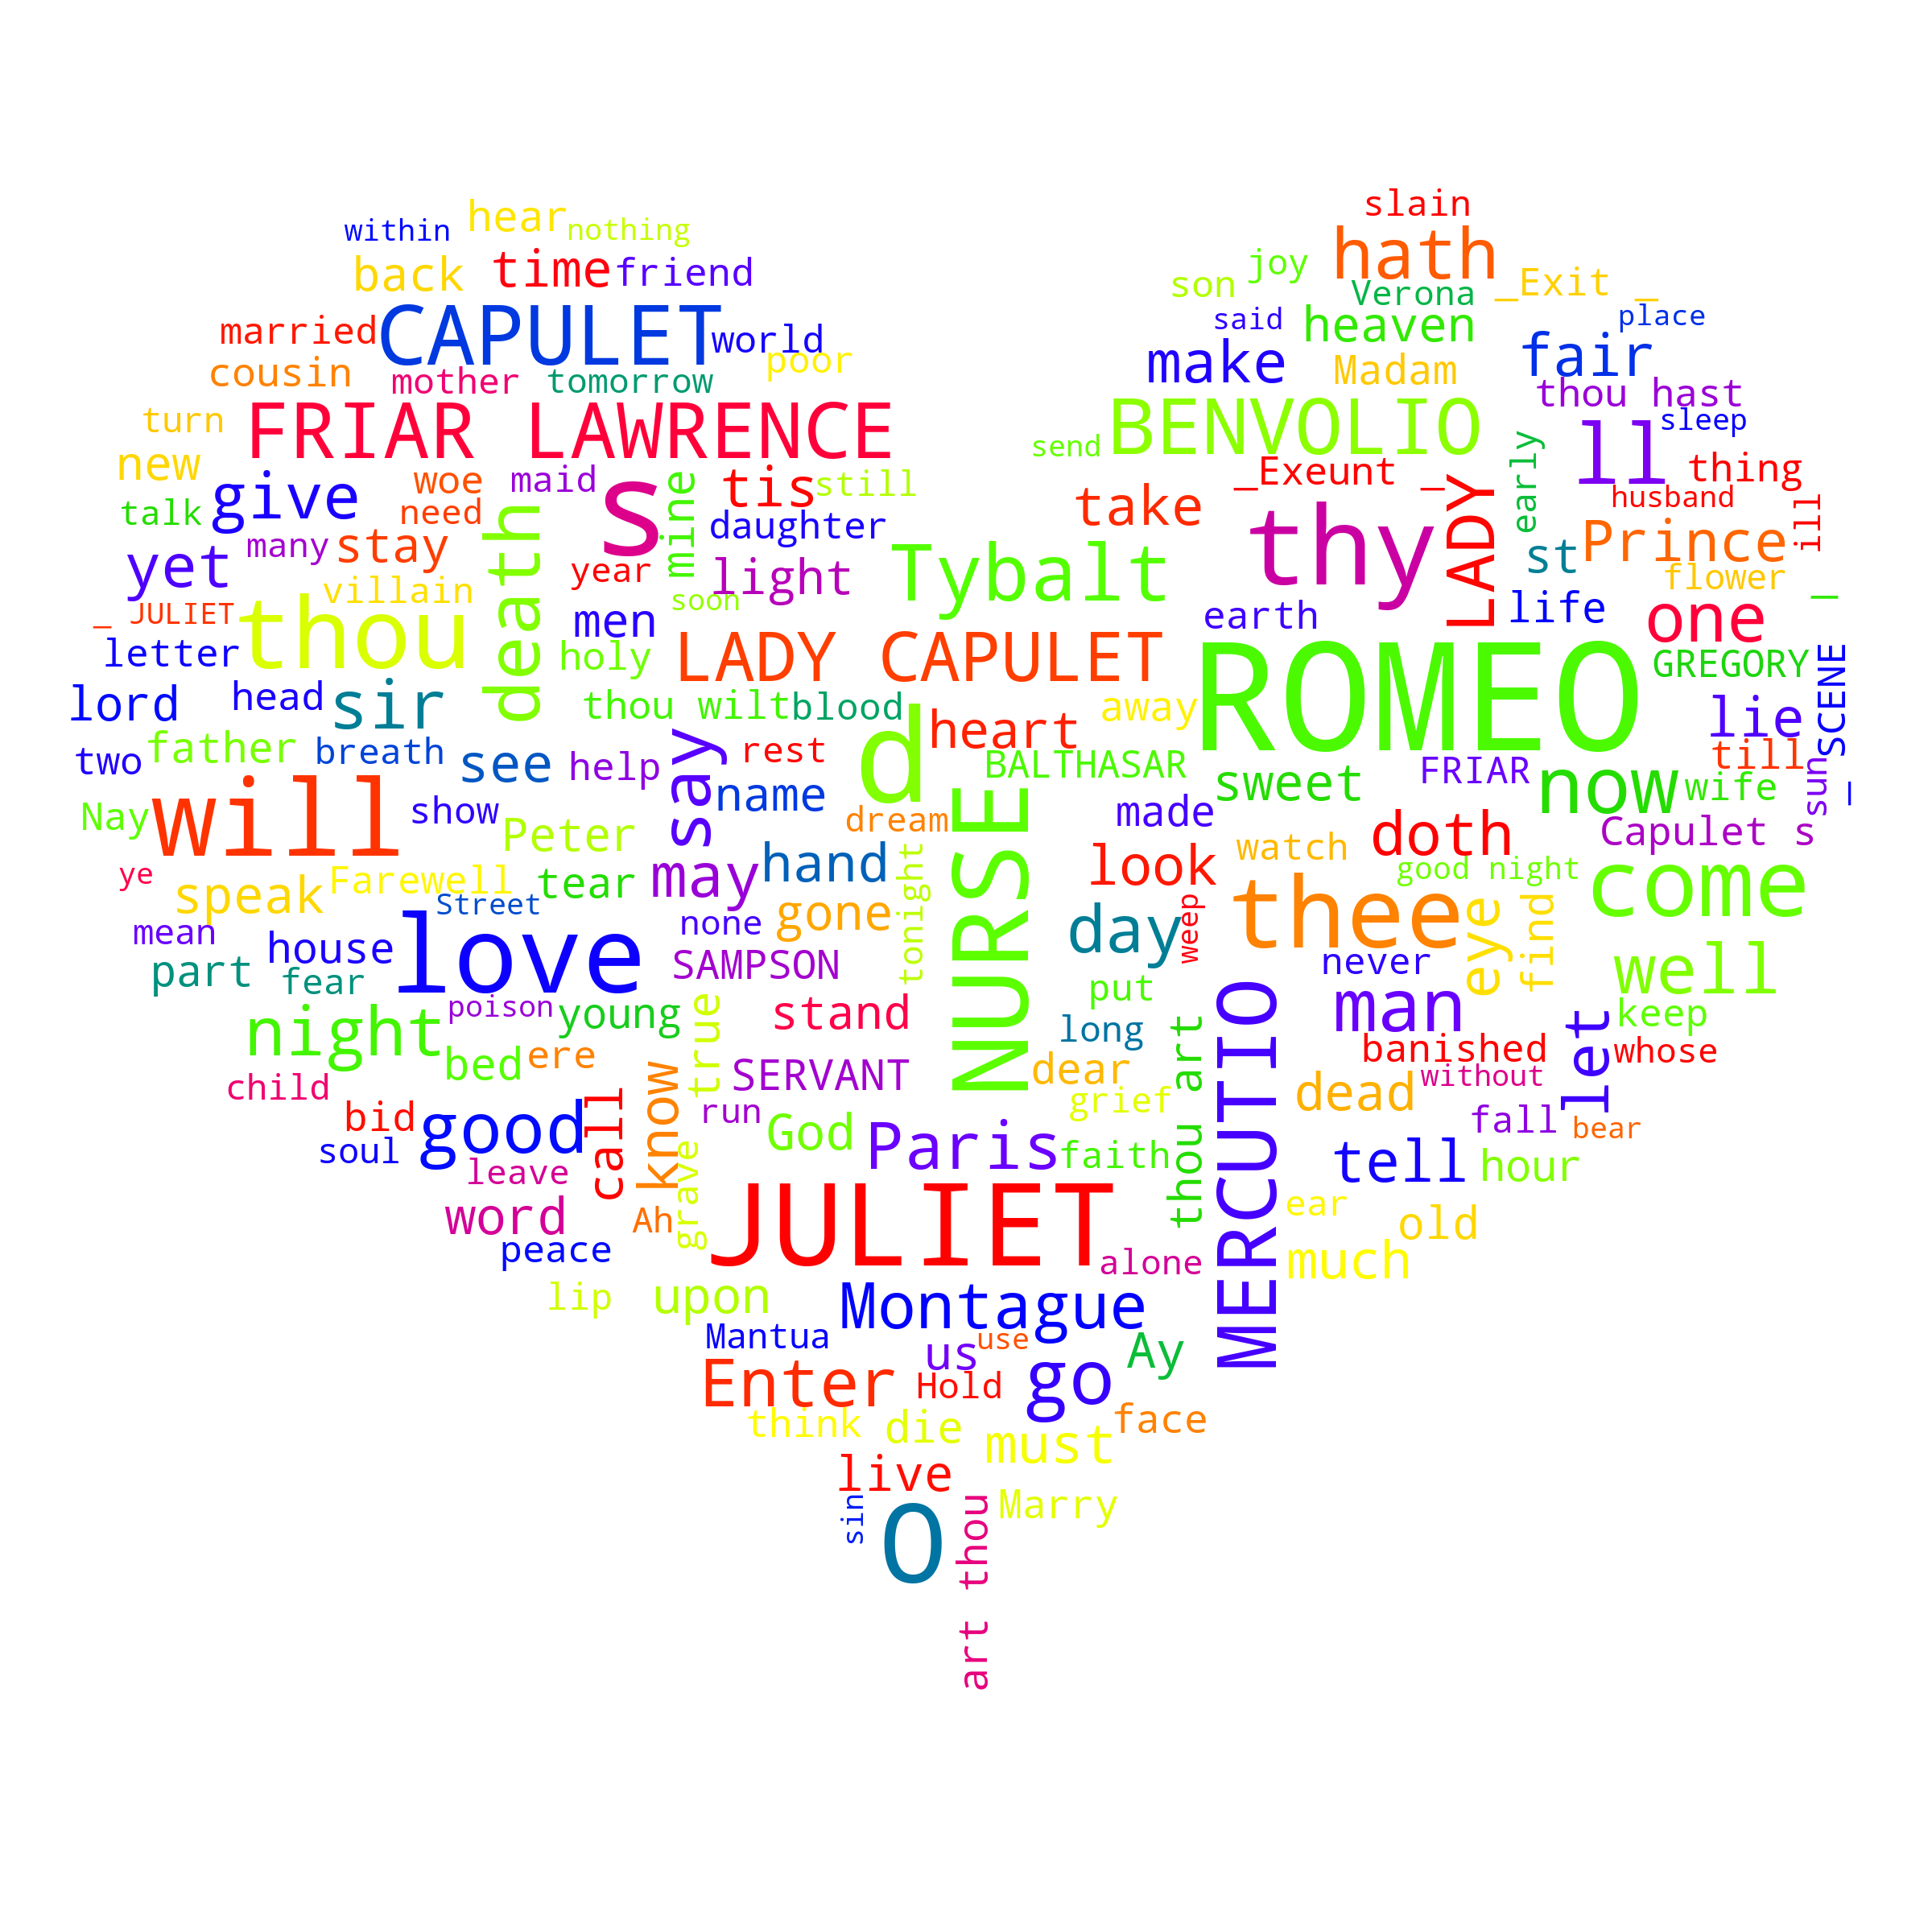 slain
within hear nothing
hath
back time friend
son joy
Verona _Exit _
married CAPULET world
said heaven place
cousin mother tomorrow poor
make Madam fair
turn FRIAR LAWRENCE
thou hast
send BENVOLIO ll sleep
new woe maid s mine tis still
_Exeunt _ LADY early thing
talk give need death daughter
take thy husband ill
yet many stay year light Tybalt
st Prince
villain soon flower _
_ JULIET thou men
earth life one
letter holy LADY CAPULET ROMEO GREGORY
lord head sir thou wilt blood
heart away lie _ SCENE
two father breath see help say rest d
BALTHASAR sweet FRIAR now till sun
name wife
Nay will show Peter dream NURSE
made doth Capulet s
ye speak Farewell tear may hand tonight
look watch good night come
Street none gone
day weep thee eye find
mean house love SAMPSON
never well
part fear poison young true stand
put man keep
night bed ere SERVANT
long thou art MERCUTIO banished let whose
child call know run dear
grief dead without
bid good God Paris
fall bear
soul leave grave faith
tell hour
word Ah JULIET
ear old
peace alone much
lip upon Montague
Mantua us use Ay
Enter Hold go
think die must face
live
sin O art thou Marry